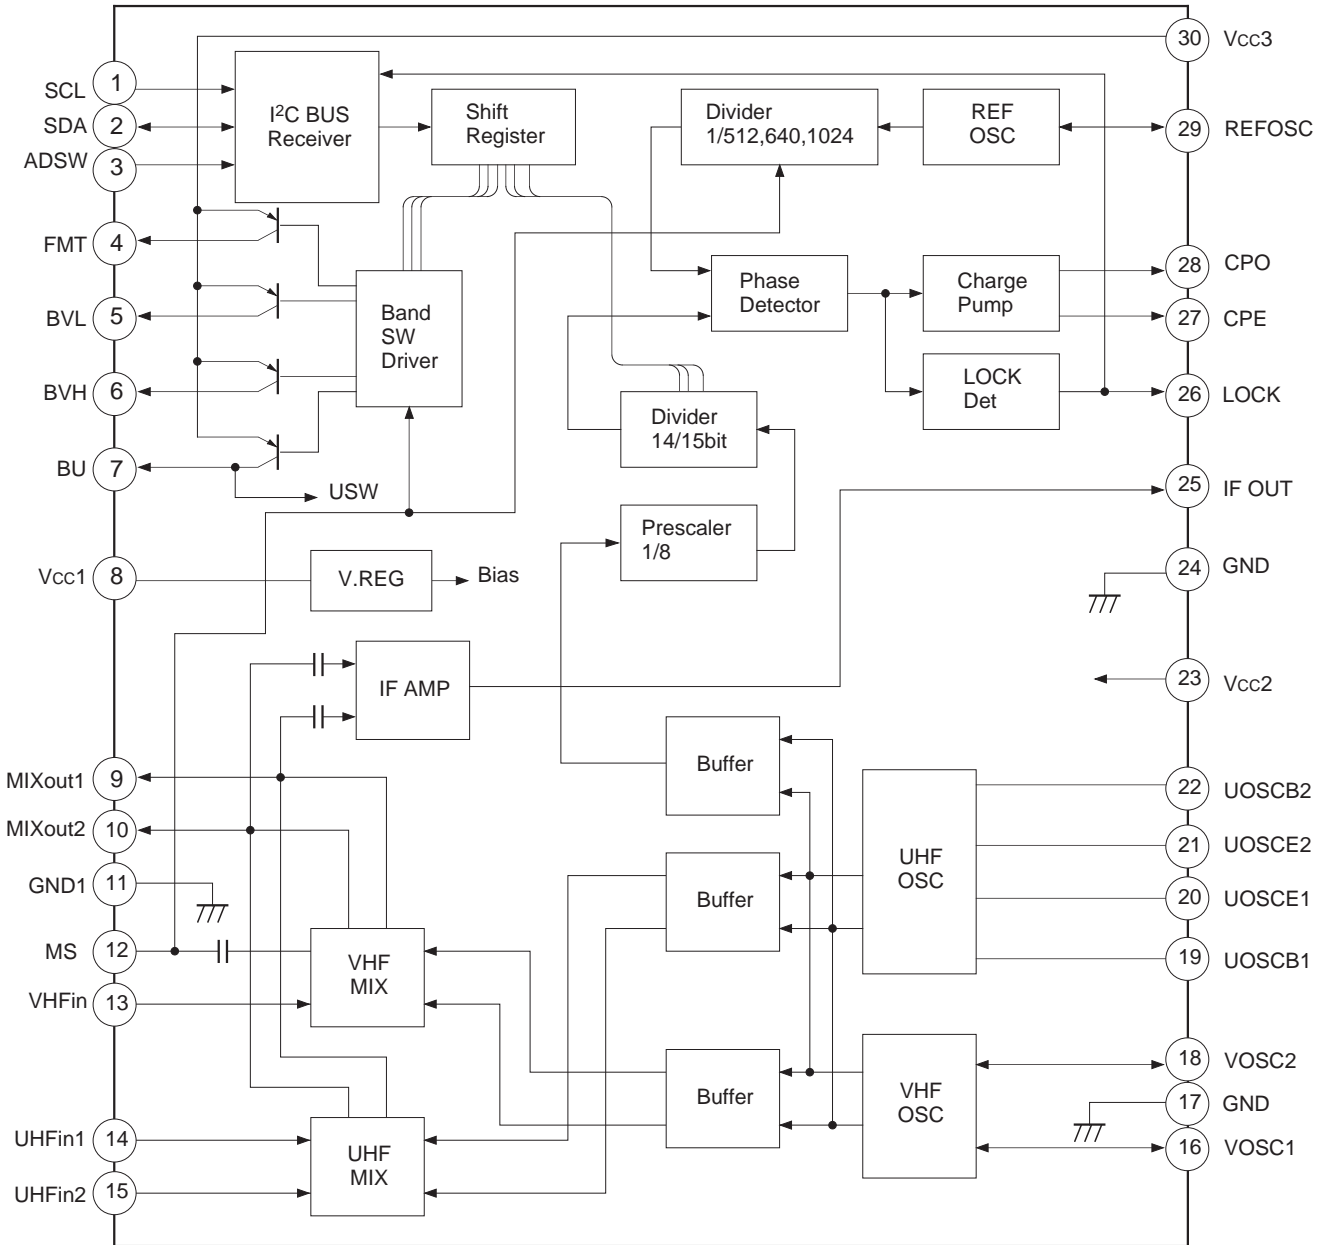 1
SCL
2
SDA
3
ADSW
4
FMT
5
BVL
6
BVH
7
BU
8
Vcc1
9
MIXout1
10
MIXout2
11
GND1
12
MS
13
VHFin
14
UHFin1
15
UHFin2
I²C BUS
Receiver
Shift
Register
Divider
1/512,640,1024
REF
OSC
Band
SW
Driver
Phase
Detector
Charge
Pump
LOCK
Det
Divider
14/15bit
USW
Prescaler
1/8
V.REG
Bias
IF AMP
Buffer
Buffer
UHF
OSC
VHF
MIX
Buffer
VHF
OSC
UHF
MIX
30
Vcc3
29
REFOSC
28
CPO
27
CPE
26
LOCK
25
IF OUT
24
GND
23
Vcc2
22
UOSCB2
21
UOSCE2
20
UOSCE1
19
UOSCB1
18
VOSC2
17
GND
16
VOSC1